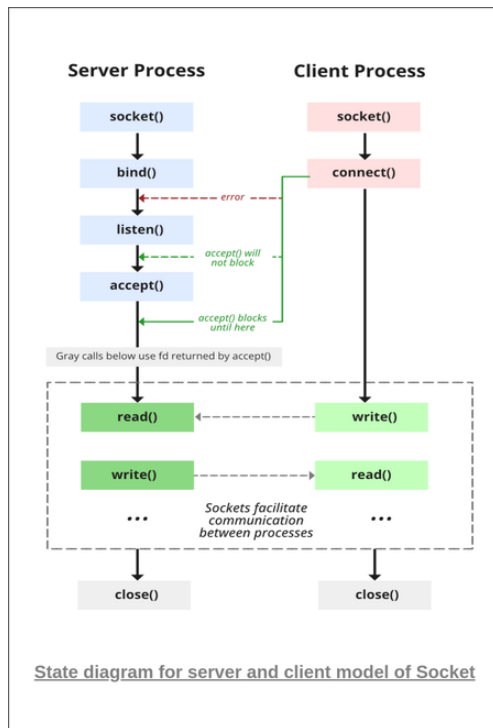 Server Process
Client Process
socket()
socket()
bind()
connect()
error
listen()
accept() will
not block
accept()
accept() blocks
until here
Gray calls below use fd returned by accept()
read()
write()
write()
read()
...
Sockets facilitate
communication
between processes
...
close()
close()
State diagram for server and client model of Socket